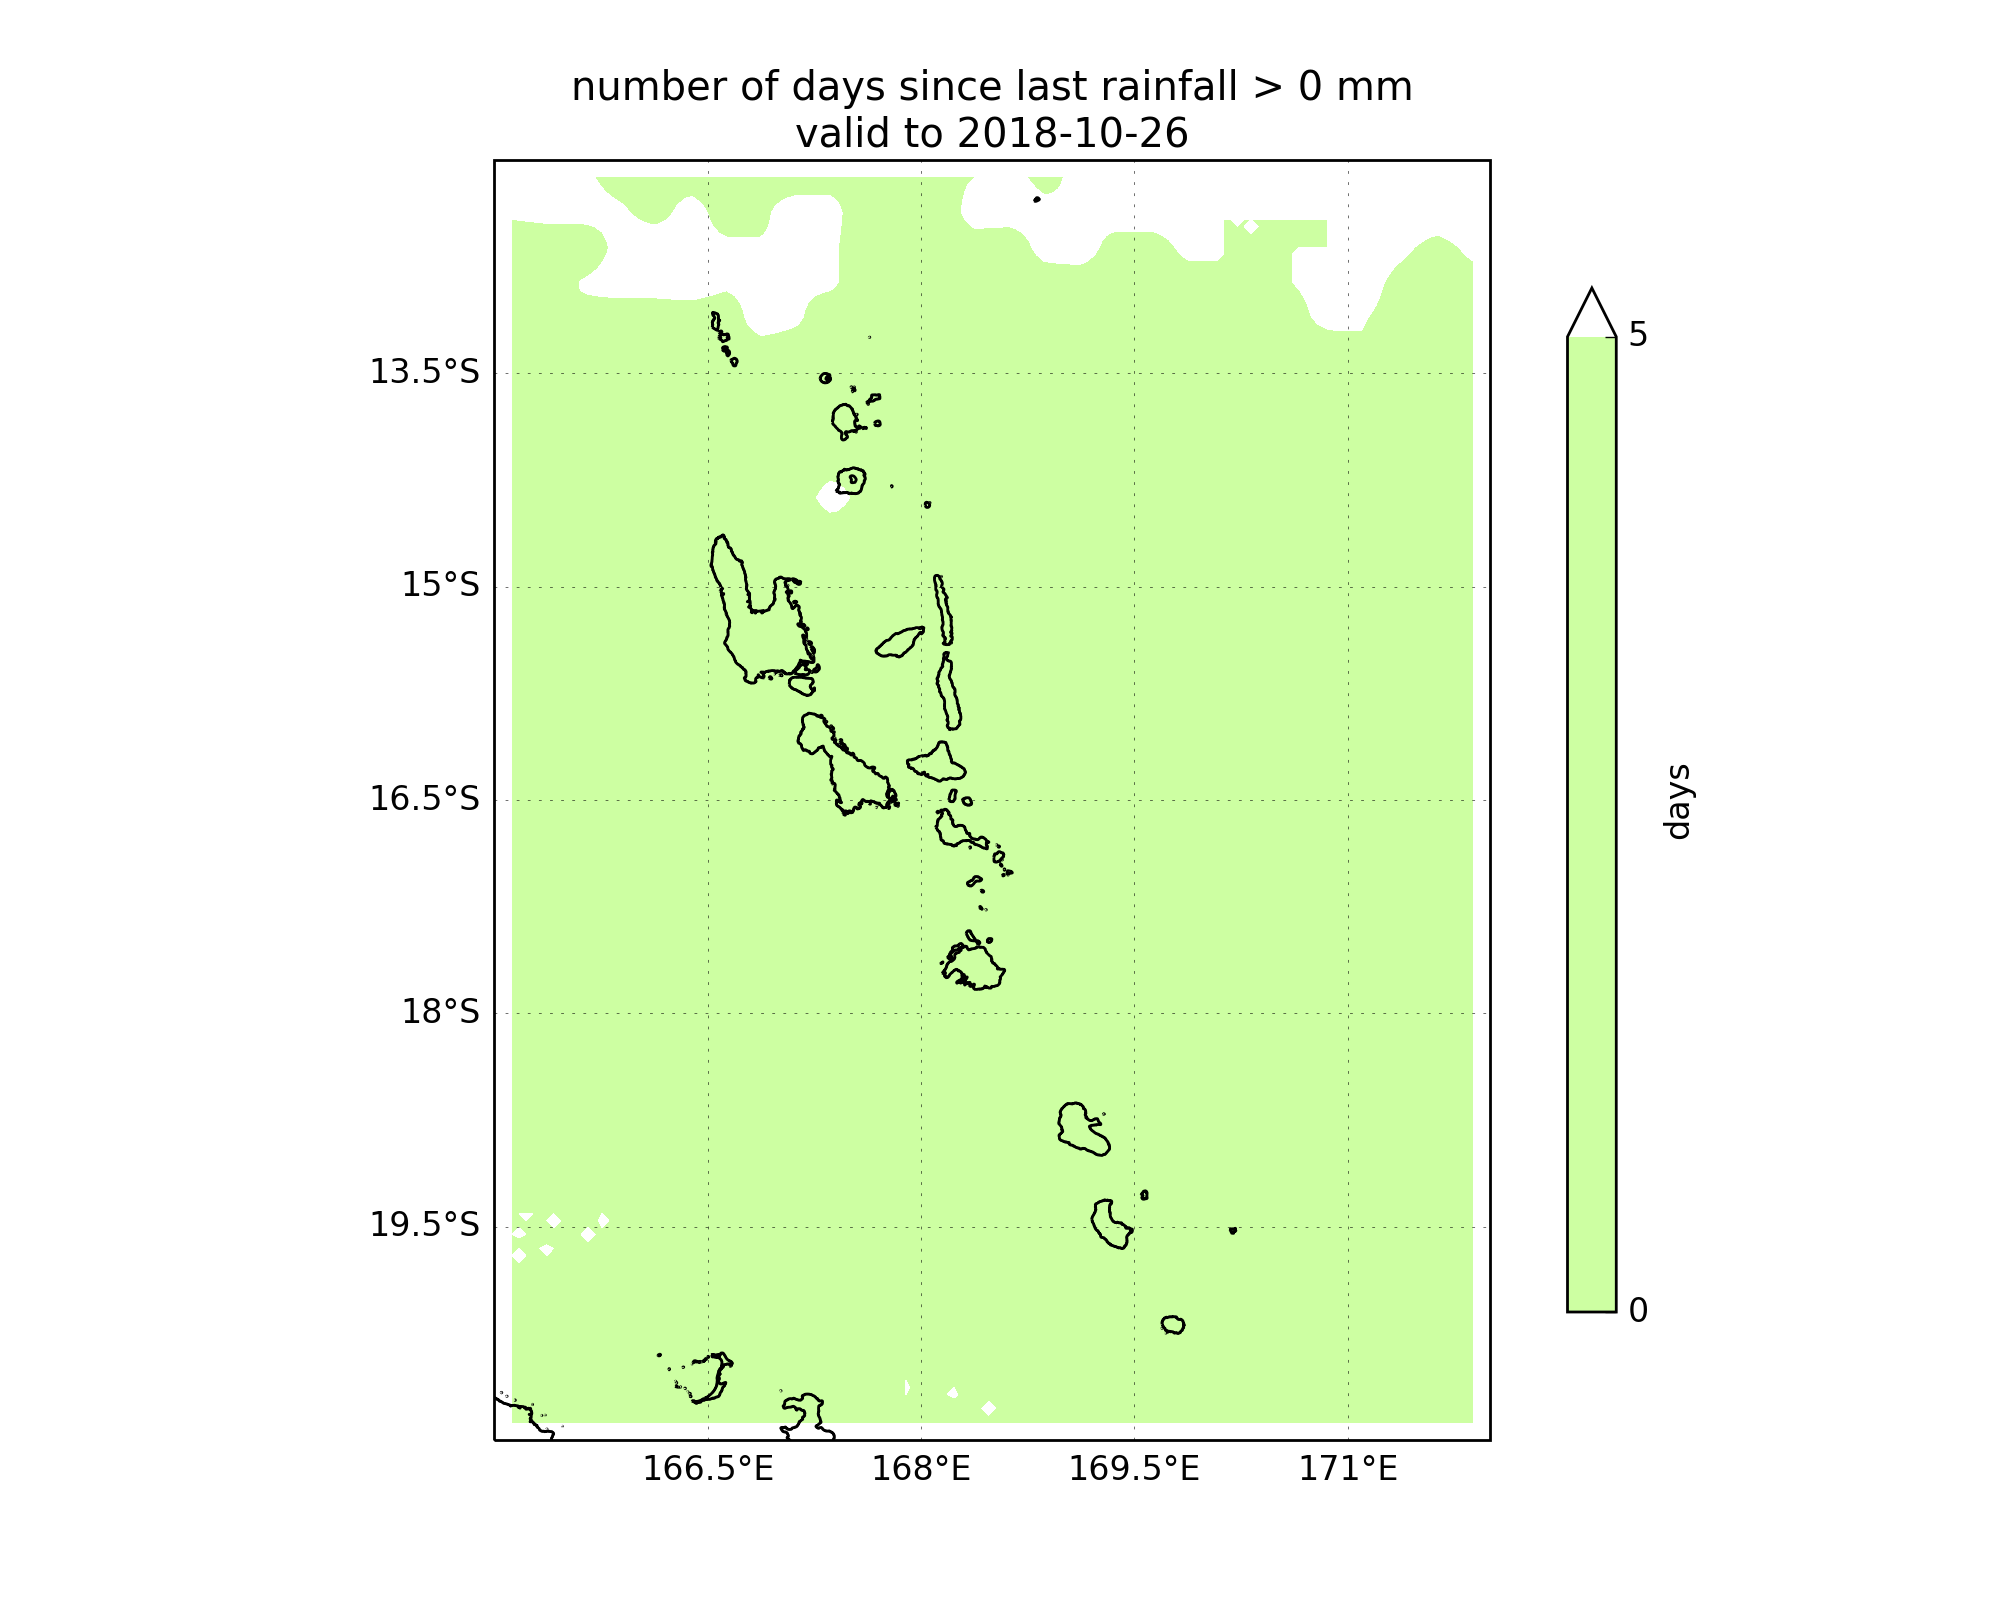 number of days since last rainfall > 0 mm
valid to 2018-10-26
13.5°S
15°S
16.5°S
18°S
19.5°S
166.5°E
168°E
169.5°E
171°E
5
days
0